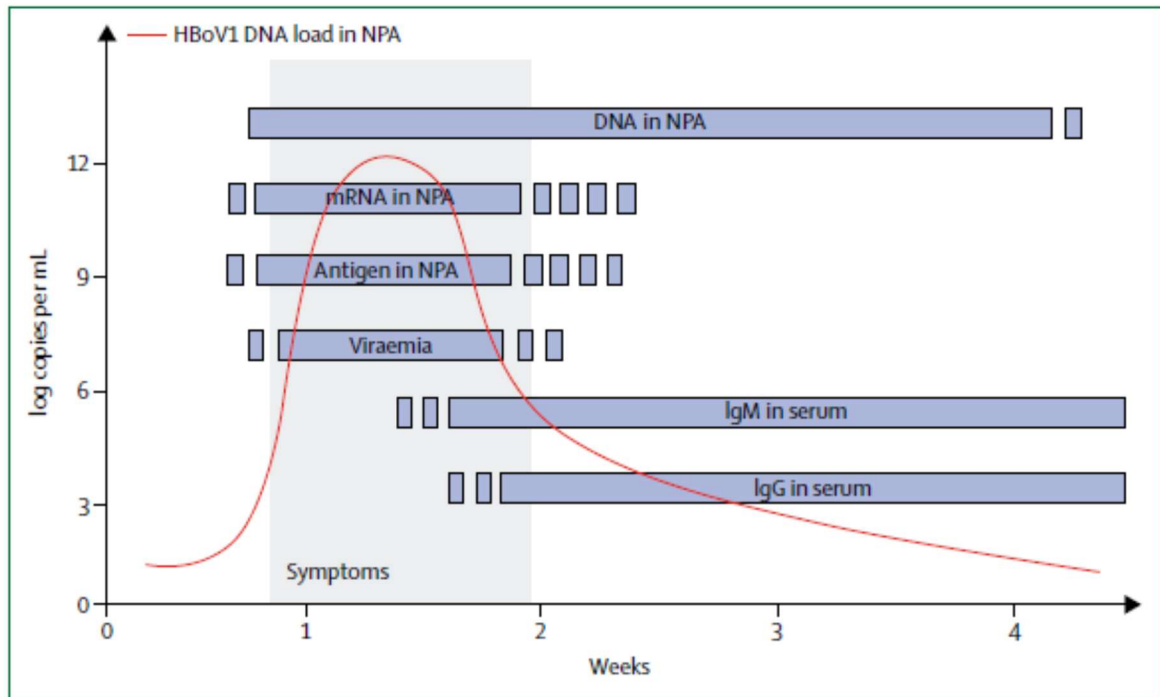 HBoV1 DNA load in NPA
DNA in NPA
12
mRNA in NPA
9
Antigen in NPA
log copies per mL
Viraemia
6
IgM in serum
IgG in serum
3
Symptoms
0
0 1 2 3 4
Weeks